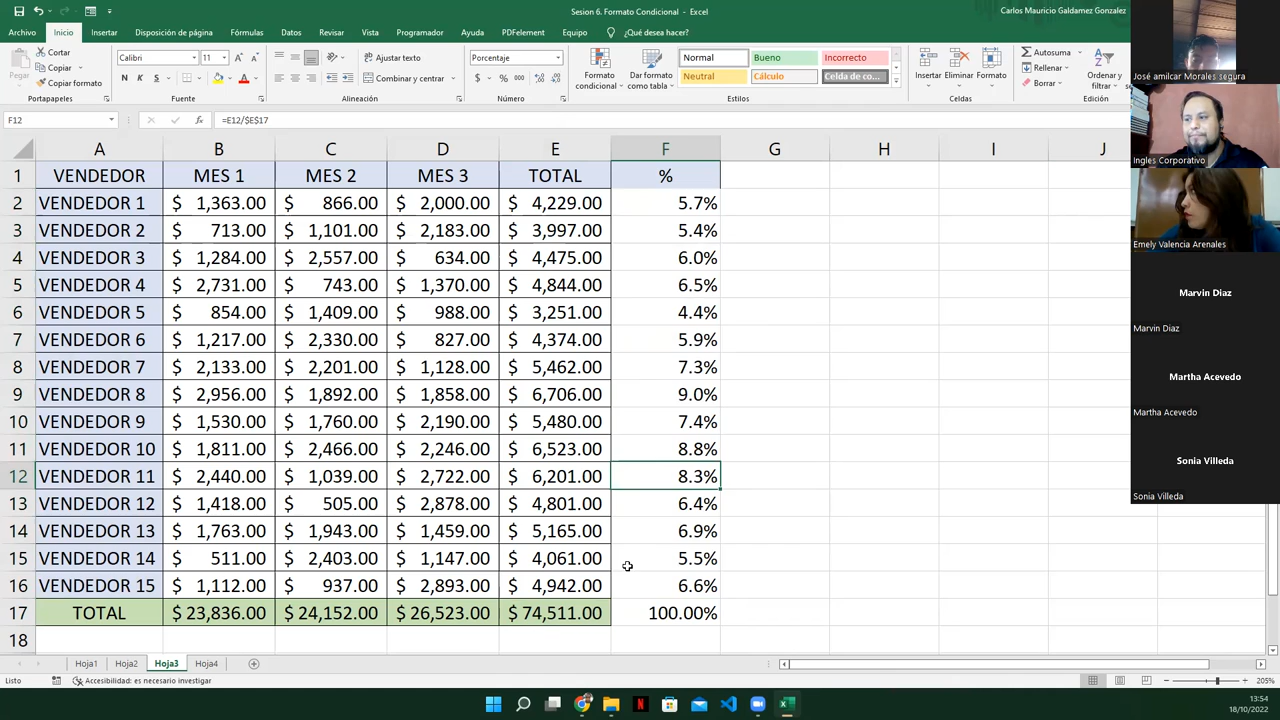 Sesion 6. Formato Condicional - Excel
Carlos Mauricio Galdamez Gonzalez
Archivo Inicio Insertar Disposición de página Fórmulas Datos Revisar Vista Programador Ayuda PDFelement Equipo ¿Qué desea hacer?
Pegar
Cortar
Copiar
Copiar formato
Portapapeles
Calibri 11
N K S
Fuente
Ajustar texto
Combinar y centrar
Alineación
Porcentaje
$ % 000
Número
Formato condicional
Dar formato como tabla
Normal Bueno Incorrecto
Neutral Cálculo Celda de co...
Estilos
Insertar Eliminar Formato
Celdas
Autosuma
Rellenar
Borrar
Ordenar y filtrar
Edición
F12 fx =E12/$E$17
A B C D E F G H I J
1 VENDEDOR MES 1 MES 2 MES 3 TOTAL %
2 VENDEDOR 1 $ 1,363.00 $ 866.00 $ 2,000.00 $ 4,229.00 5.7%
3 VENDEDOR 2 $ 713.00 $ 1,101.00 $ 2,183.00 $ 3,997.00 5.4%
4 VENDEDOR 3 $ 1,284.00 $ 2,557.00 $ 634.00 $ 4,475.00 6.0%
5 VENDEDOR 4 $ 2,731.00 $ 743.00 $ 1,370.00 $ 4,844.00 6.5%
6 VENDEDOR 5 $ 854.00 $ 1,409.00 $ 988.00 $ 3,251.00 4.4%
7 VENDEDOR 6 $ 1,217.00 $ 2,330.00 $ 827.00 $ 4,374.00 5.9%
8 VENDEDOR 7 $ 2,133.00 $ 2,201.00 $ 1,128.00 $ 5,462.00 7.3%
9 VENDEDOR 8 $ 2,956.00 $ 1,892.00 $ 1,858.00 $ 6,706.00 9.0%
10 VENDEDOR 9 $ 1,530.00 $ 1,760.00 $ 2,190.00 $ 5,480.00 7.4%
11 VENDEDOR 10 $ 1,811.00 $ 2,466.00 $ 2,246.00 $ 6,523.00 8.8%
12 VENDEDOR 11 $ 2,440.00 $ 1,039.00 $ 2,722.00 $ 6,201.00 8.3%
13 VENDEDOR 12 $ 1,418.00 $ 505.00 $ 2,878.00 $ 4,801.00 6.4%
14 VENDEDOR 13 $ 1,763.00 $ 1,943.00 $ 1,459.00 $ 5,165.00 6.9%
15 VENDEDOR 14 $ 511.00 $ 2,403.00 $ 1,147.00 $ 4,061.00 5.5%
16 VENDEDOR 15 $ 1,112.00 $ 937.00 $ 2,893.00 $ 4,942.00 6.6%
17 TOTAL $ 23,836.00 $ 24,152.00 $ 26,523.00 $ 74,511.00 100.00%
18
Hoja1 Hoja2 Hoja3 Hoja4
Listo Accesibilidad: es necesario investigar
205%
13:54
18/10/2022
José amilcar Morales segura
Ingles Corporativo
Emely Valencia Arenales
Marvin Diaz
Marvin Diaz
Martha Acevedo
Martha Acevedo
Sonia Villeda
Sonia Villeda